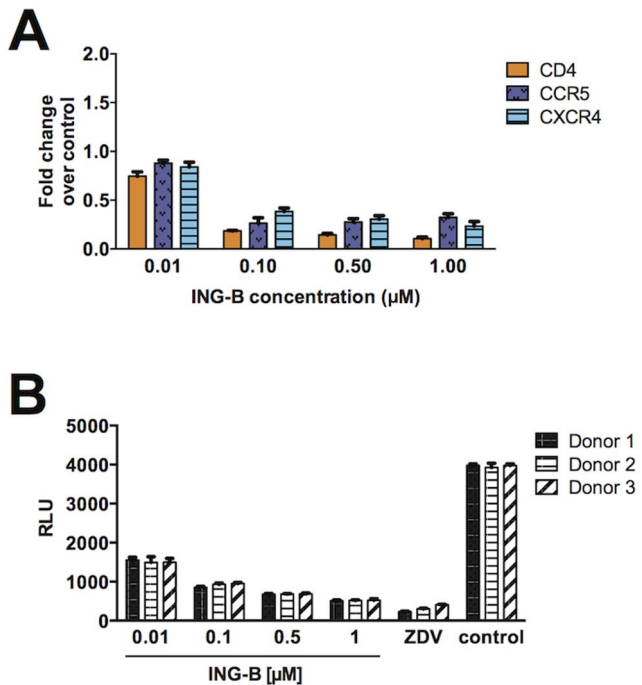 A
Fold change
over control
2.0
1.5
1.0
0.5
0.0
0.01 0.10 0.50 1.00
ING-B concentration (µM)
CD4
CCR5
CXCR4
B
RLU
5000
4000
3000
2000
1000
0
0.01 0.1 0.5 1 ZDV control
ING-B [µM]
Donor 1
Donor 2
Donor 3